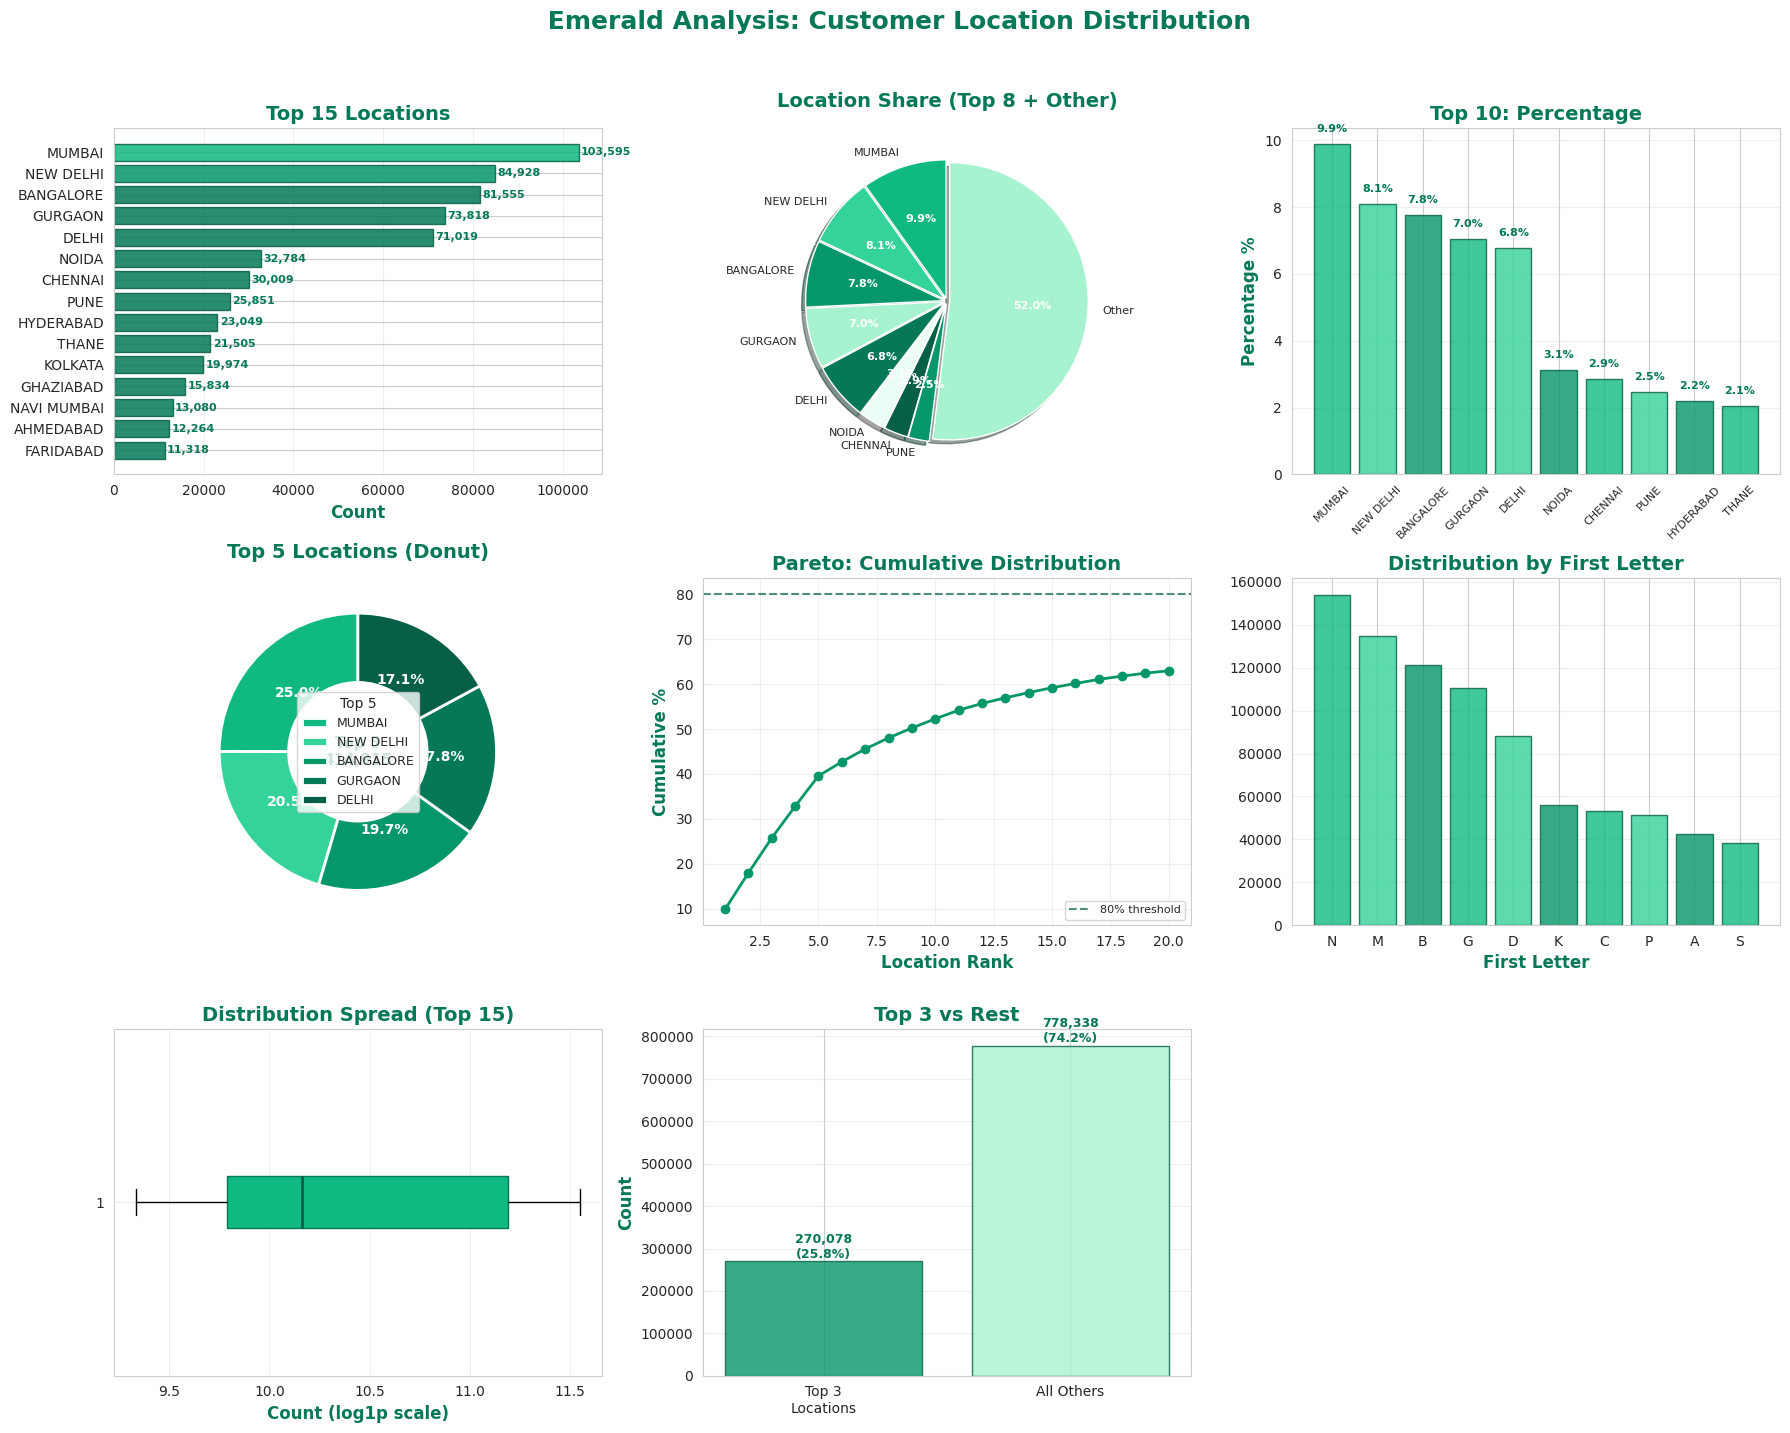 Emerald Analysis: Customer Location Distribution
Top 15 Locations
MUMBAI
NEW DELHI
BANGALORE
GURGAON
DELHI
NOIDA
CHENNAI
PUNE
HYDERABAD
THANE
KOLKATA
GHAZIABAD
NAVI MUMBAI
AHMEDABAD
FARIDABAD
103,595
84,928
81,555
73,818
71,019
32,784
30,009
25,851
23,049
21,505
19,974
15,834
13,080
12,264
11,318
0 20000 40000 60000 80000 100000
Count
Location Share (Top 8 + Other)
MUMBAI
NEW DELHI
BANGALORE
GURGAON
DELHI
NOIDA
CHENNAI
PUNE
Other
9.9%
8.1%
7.8%
7.0%
6.8%
2.5%
52.0%
Top 10: Percentage
Percentage %
10
8
6
4
2
0
9.9%
8.1%
7.8%
7.0%
6.8%
3.1%
2.9%
2.5%
2.2%
2.1%
MUMBAI
NEW DELHI
BANGALORE
GURGAON
DELHI
NOIDA
CHENNAI
PUNE
HYDERABAD
THANE
Top 5 Locations (Donut)
25.0%
17.1%
7.8%
19.7%
20.5
Top 5
MUMBAI
NEW DELHI
BANGALORE
GURGAON
DELHI
Pareto: Cumulative Distribution
Cumulative %
80
70
60
50
40
30
20
10
80% threshold
2.5 5.0 7.5 10.0 12.5 15.0 17.5 20.0
Location Rank
Distribution by First Letter
160000
140000
120000
100000
80000
60000
40000
20000
0
N M B G D K C P A S
First Letter
Distribution Spread (Top 15)
1
9.5 10.0 10.5 11.0 11.5
Count (log1p scale)
Top 3 vs Rest
Count
800000
700000
600000
500000
400000
300000
200000
100000
0
270,078
(25.8%)
778,338
(74.2%)
Top 3
Locations
All Others